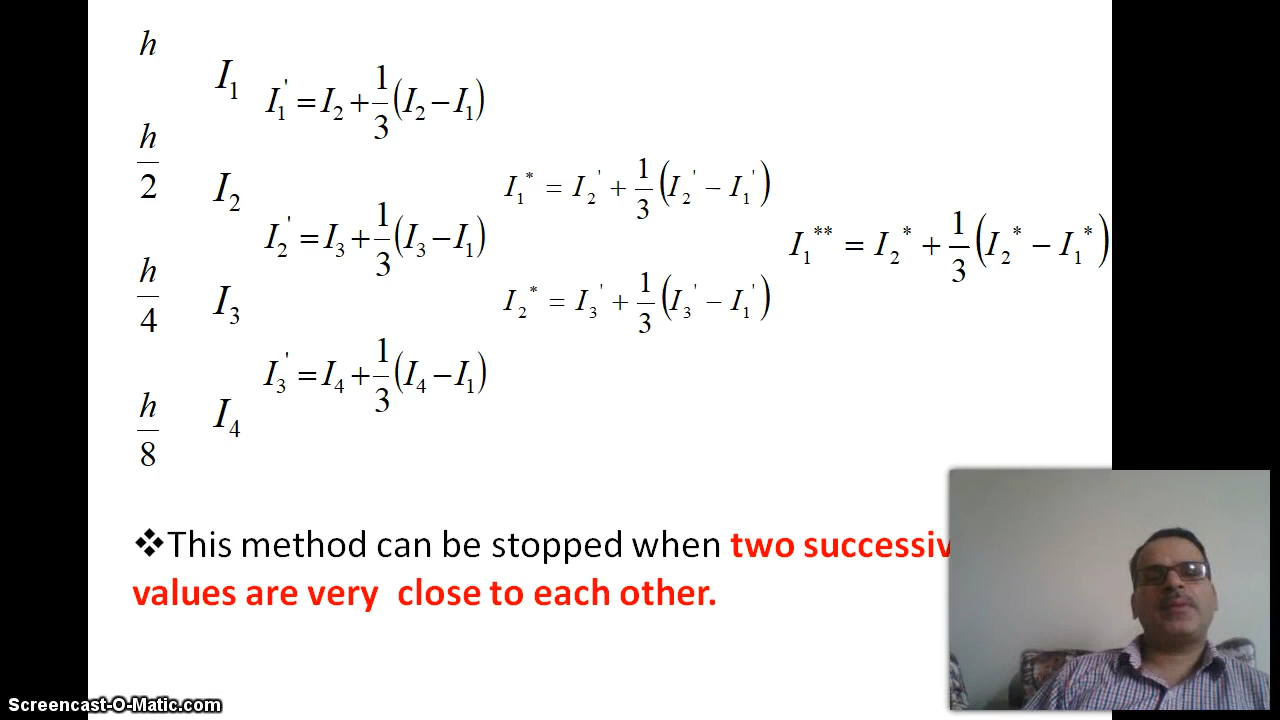 h
I₁ I₁' = I₂ + 1/3 (I₂ − I₁)
h/2
I₂ I₁* = I₂' + 1/3 (I₂' − I₁')
I₂' = I₃ + 1/3 (I₃ − I₁) I₁** = I₂* + 1/3 (I₂* − I₁*)
h/4
I₃ I₂* = I₃' + 1/3 (I₃' − I₁')
I₃' = I₄ + 1/3 (I₄ − I₁)
h/8 I₄
❖This method can be stopped when two successiv
values are very close to each other.
Screencast-O-Matic.com